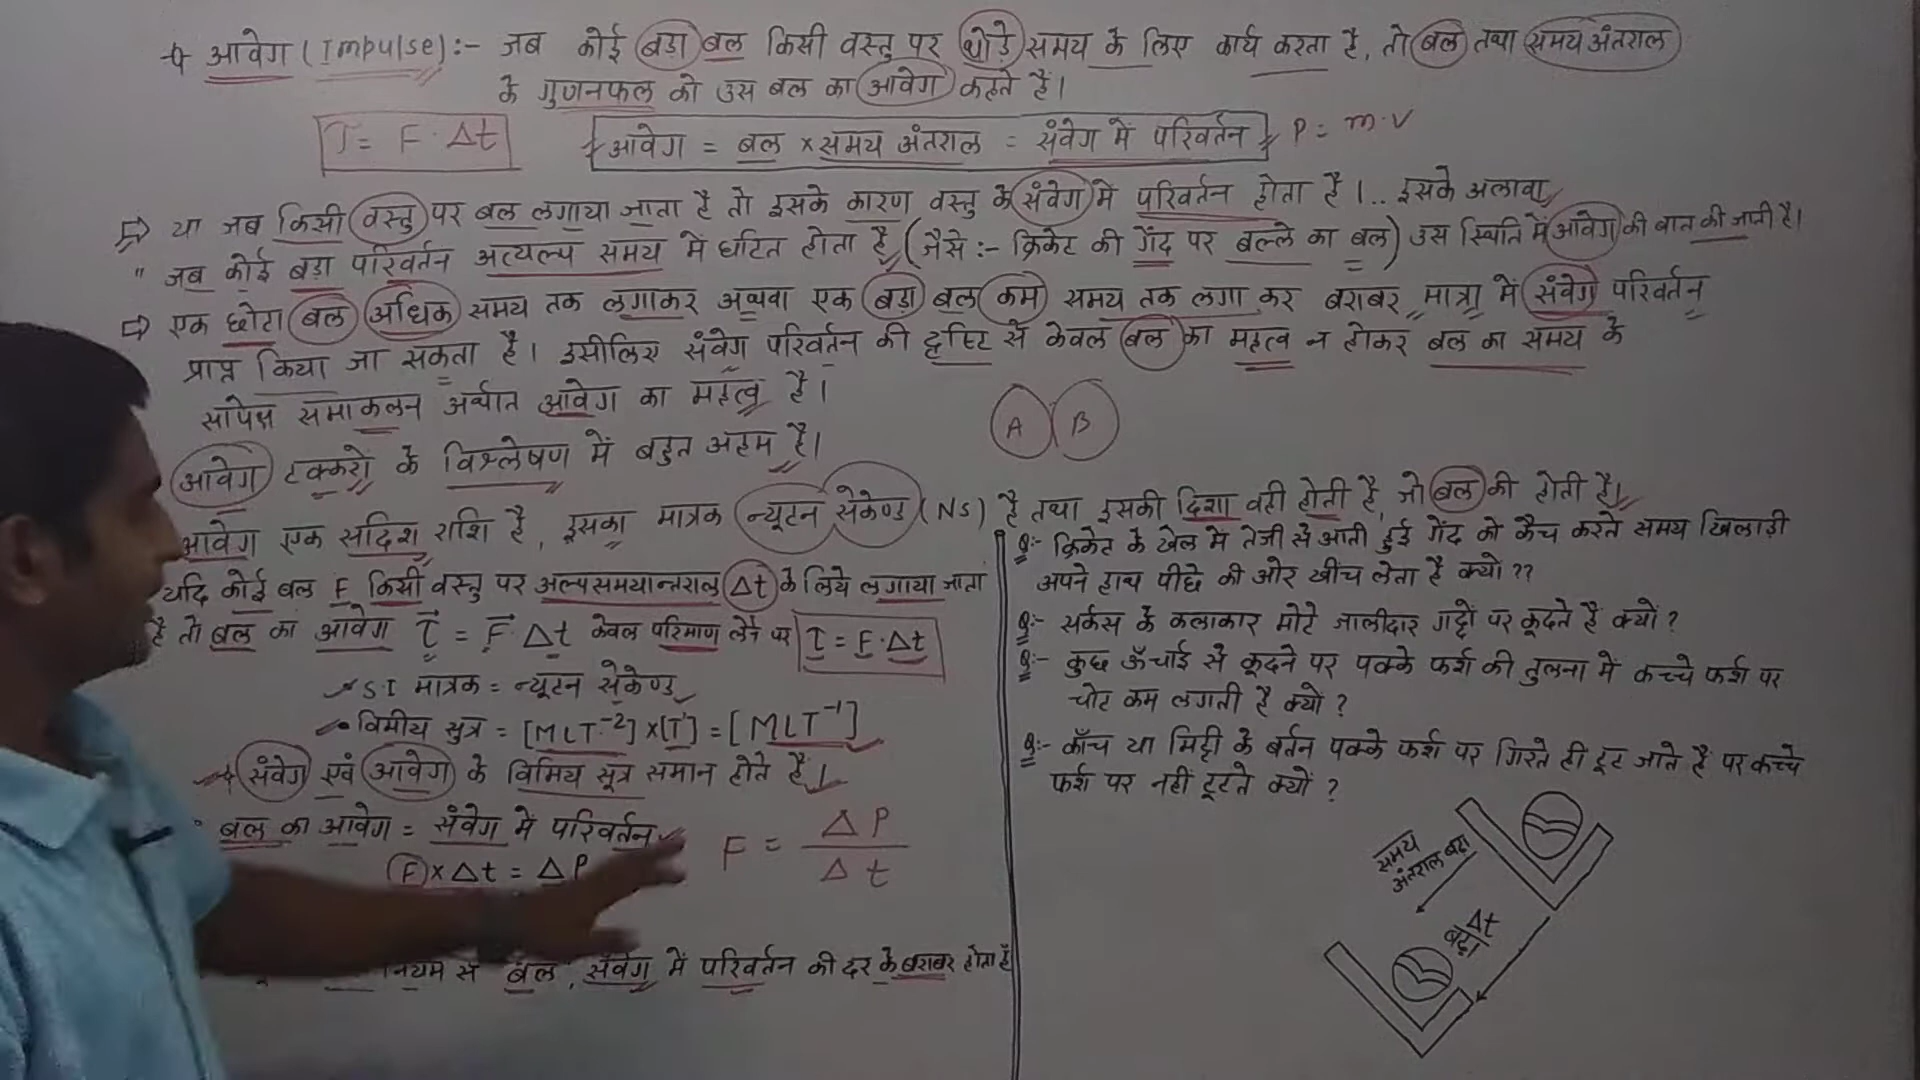 आवेग (Impulse):- जब कोई बड़ा बल किसी वस्तु पर थोड़े समय के लिए कार्य करता है, तो बल तथा समय अंतराल
के गुणनफल को उस बल का आवेग कहते हैं।
I = F·Δt
आवेग = बल × समय अंतराल = संवेग में परिवर्तन
P = m·v
⇒ या जब किसी वस्तु पर बल लगाया जाता है तो इसके कारण वस्तु के संवेग में परिवर्तन होता है।.. इसके अलावा
" जब कोई बड़ा परिवर्तन अत्यल्प समय में घटित होता है, (जैसे:- क्रिकेट की गेंद पर बल्ले का बल) उस स्थिति में आवेग की बात की जाती है।
⇒ एक छोटा बल अधिक समय तक लगाकर अथवा एक बड़ा बल कम समय तक लगा कर बराबर मात्रा में संवेग परिवर्तन
प्राप्त किया जा सकता है। इसीलिए संवेग परिवर्तन की दृष्टि से केवल बल का महत्व न होकर बल का समय के
सापेक्ष समाकलन अर्थात आवेग का महत्व है।
A B
आवेग टक्करों के विश्लेषण में बहुत अहम है।
आवेग एक सदिश राशि है, इसका मात्रक न्यूटन सेकेण्ड (NS) है तथा इसकी दिशा वही होती है, जो बल की होती है।
यदि कोई बल F किसी वस्तु पर अल्पसमयान्तराल Δt के लिये लगाया जाता
है तो बल का आवेग I = F·Δt केवल परिमाण लेने पर I = F·Δt
SI मात्रक = न्यूटन सेकेण्ड
विमीय सुत्र = [MLT⁻²]×[T] = [MLT⁻¹]
संवेग एवं आवेग के विमिय सूत्र समान होते है।
बल का आवेग = संवेग में परिवर्तन
F×Δt = ΔP
F = ΔP/Δt
नियम से बल, संवेग में परिवर्तन की दर के बराबर होता है
Q:- क्रिकेट के खेल में तेजी से आती हुई गेंद को कैच करते समय खिलाड़ी
अपने हाथ पीछे की ओर खींच लेता है क्यों??
Q:- सर्कस के कलाकार मोटे जालीदार गद्दों पर कूदते हैं क्यों?
Q:- कुछ ऊँचाई से कूदने पर पक्के फर्श की तुलना में कच्चे फर्श पर
चोट कम लगती है क्यों?
Q:- काँच या मिट्टी के बर्तन पक्के फर्श पर गिरते ही टूट जाते है पर कच्चे
फर्श पर नहीं टूटते क्यों?
समय
अंतराल बढ़ा
Δt
बढ़ा